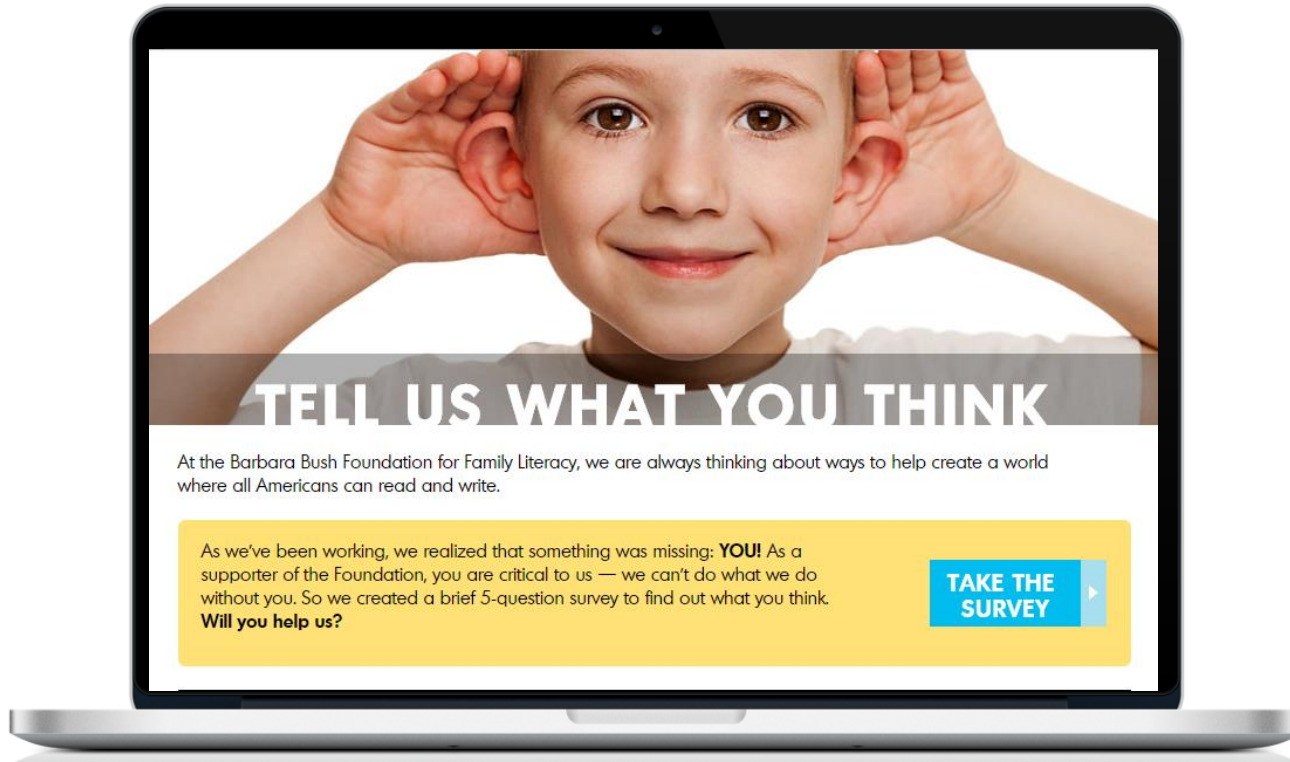 TELL US WHAT YOU THINK
At the Barbara Bush Foundation for Family Literacy, we are always thinking about ways to help create a world
where all Americans can read and write.
As we've been working, we realized that something was missing: YOU! As a
supporter of the Foundation, you are critical to us — we can't do what we do
without you. So we created a brief 5-question survey to find out what you think.
Will you help us?
TAKE THE
SURVEY